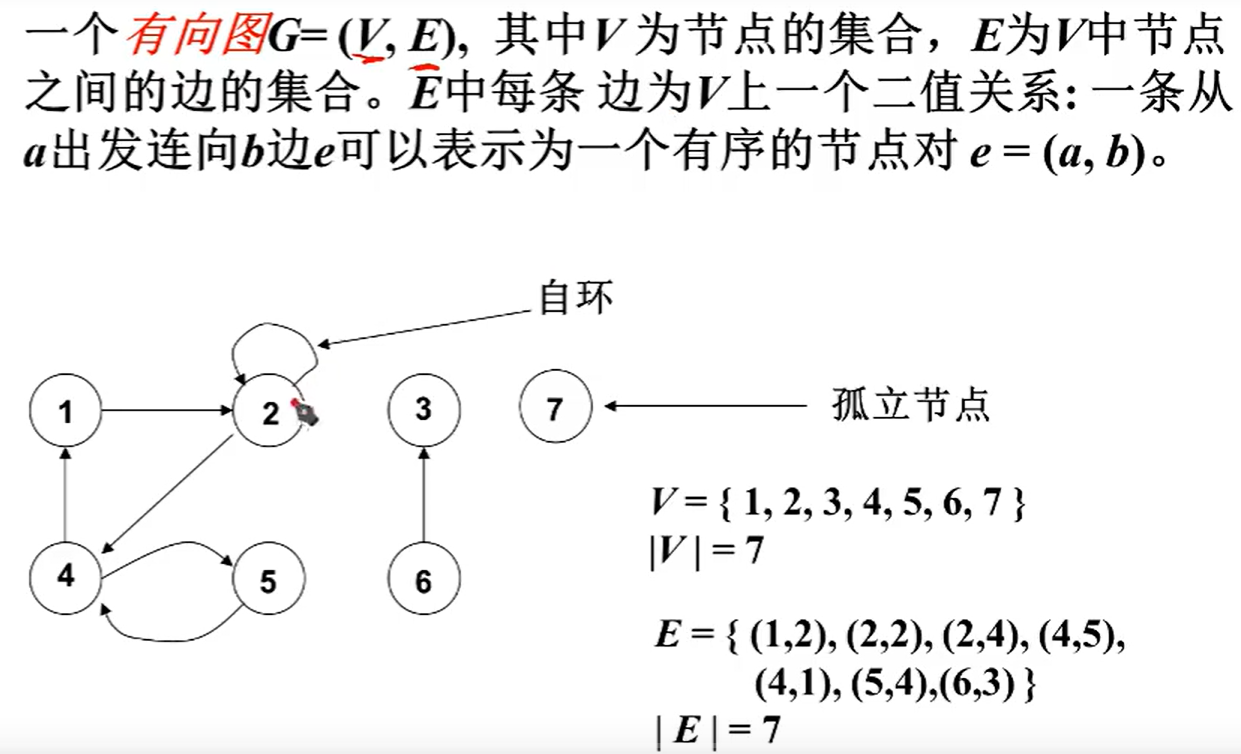 一个有向图G= (V, E), 其中V 为节点的集合，E为V中节点
之间的边的集合。E中每条 边为V上一个二值关系: 一条从
a出发连向b边e可以表示为一个有序的节点对 e = (a, b)。
自环
1
2
3
7
孤立节点
V = { 1, 2, 3, 4, 5, 6, 7 }
|V | = 7
4
5
6
E = { (1,2), (2,2), (2,4), (4,5),
(4,1), (5,4),(6,3) }
| E | = 7